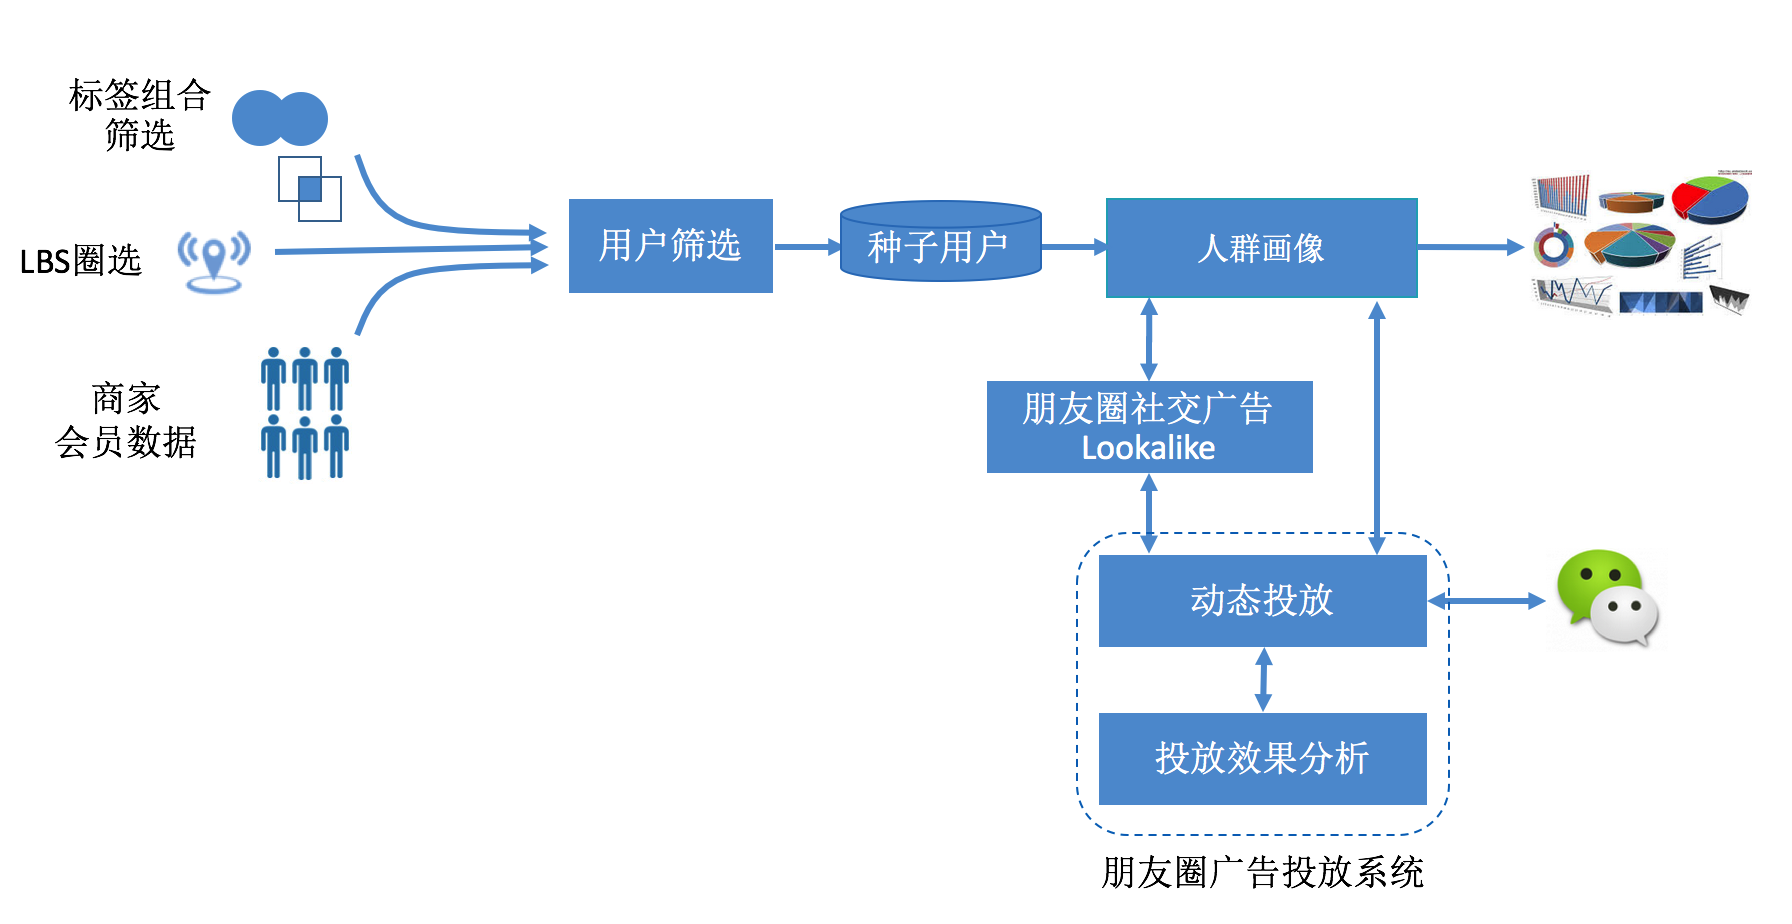 标签组合
筛选
LBS圈选
商家
会员数据
用户筛选
种子用户
人群画像
朋友圈社交广告
Lookalike
动态投放
投放效果分析
朋友圈广告投放系统